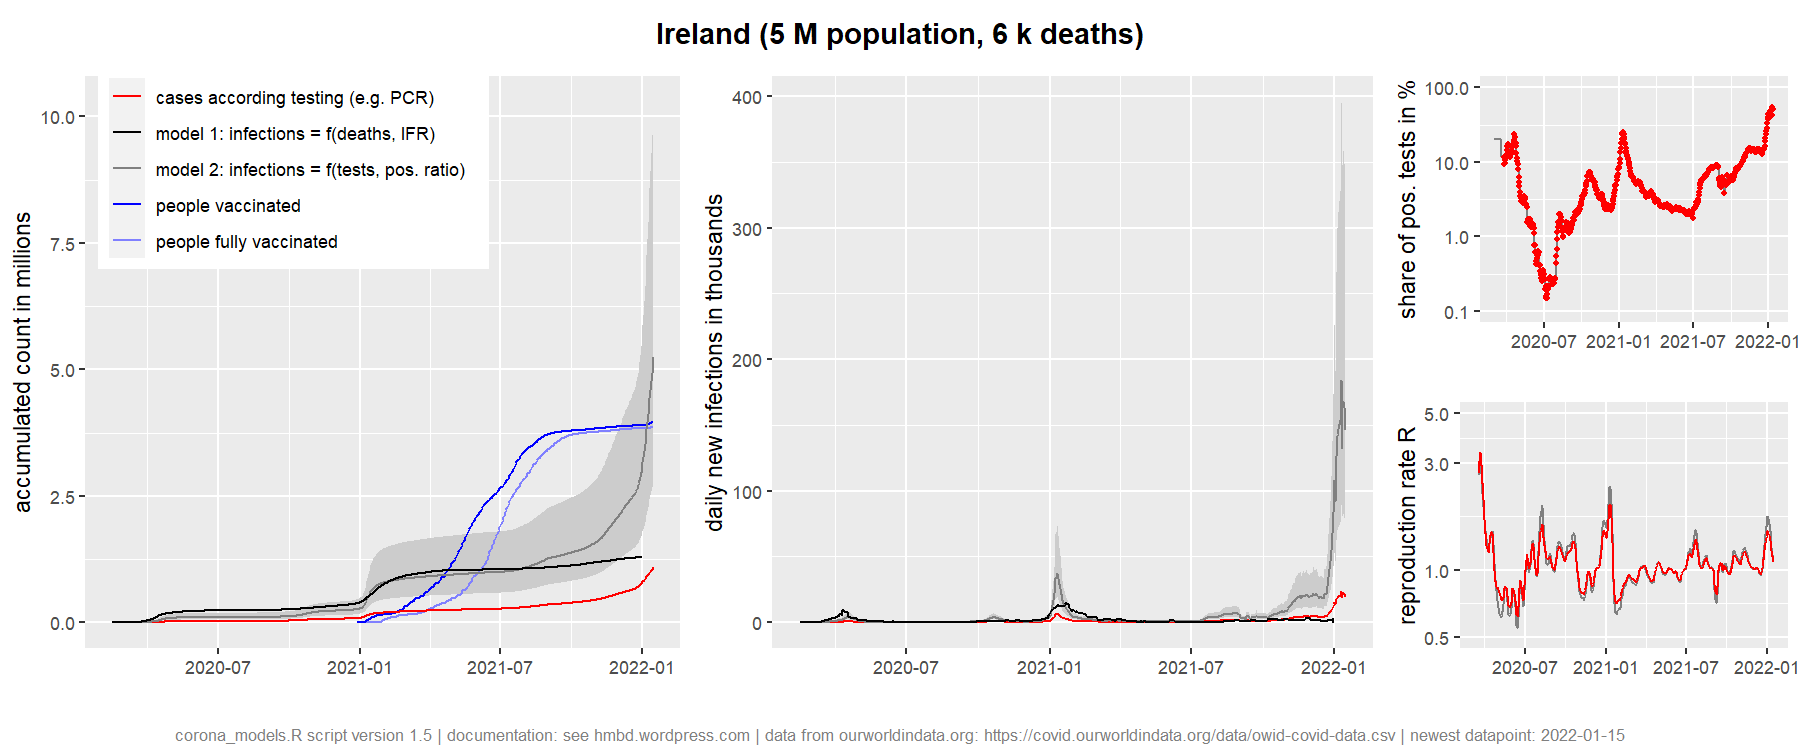 Ireland (5 M population, 6 k deaths)
accumulated count in millions
10.0
7.5
5.0
2.5
0.0
cases according testing (e.g. PCR)
model 1: infections = f(deaths, IFR)
model 2: infections = f(tests, pos. ratio)
people vaccinated
people fully vaccinated
2020-07 2021-01 2021-07 2022-01
daily new infections in thousands
400
300
200
100
0
2020-07 2021-01 2021-07 2022-01
share of pos. tests in %
100.0
10.0
1.0
0.1
2020-07 2021-01 2021-07 2022-01
reproduction rate R
5.0
3.0
1.0
0.5
2020-07 2021-01 2021-07 2022-01
corona_models.R script version 1.5 | documentation: see hmbd.wordpress.com | data from ourworldindata.org: https://covid.ourworldindata.org/data/owid-covid-data.csv | newest datapoint: 2022-01-15